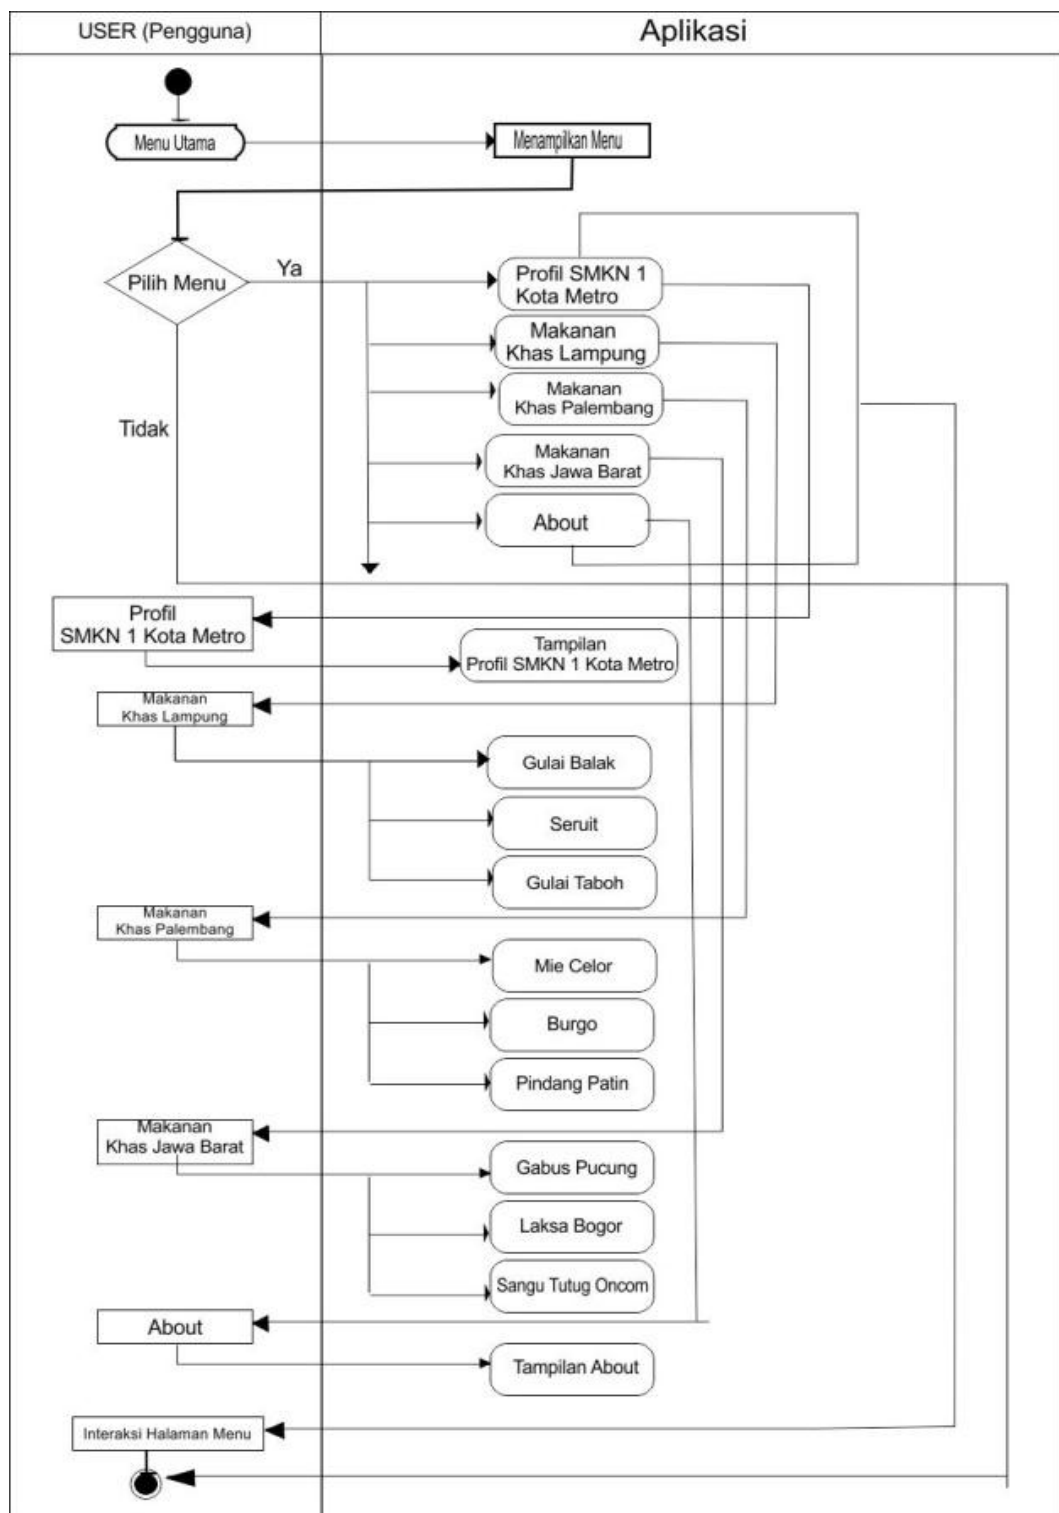 USER (Pengguna)
Aplikasi
Menu Utama
Menampilkan Menu
Pilih Menu
Ya
Profil SMKN 1
Kota Metro
Makanan
Khas Lampung
Makanan
Khas Palembang
Tidak
Makanan
Khas Jawa Barat
About
Profil
SMKN 1 Kota Metro
Tampilan
Profil SMKN 1 Kota Metro
Makanan
Khas Lampung
Gulai Balak
Seruit
Gulai Taboh
Makanan
Khas Palembang
Mie Celor
Burgo
Pindang Patin
Makanan
Khas Jawa Barat
Gabus Pucung
Laksa Bogor
Sangu Tutug Oncom
About
Tampilan About
Interaksi Halaman Menu